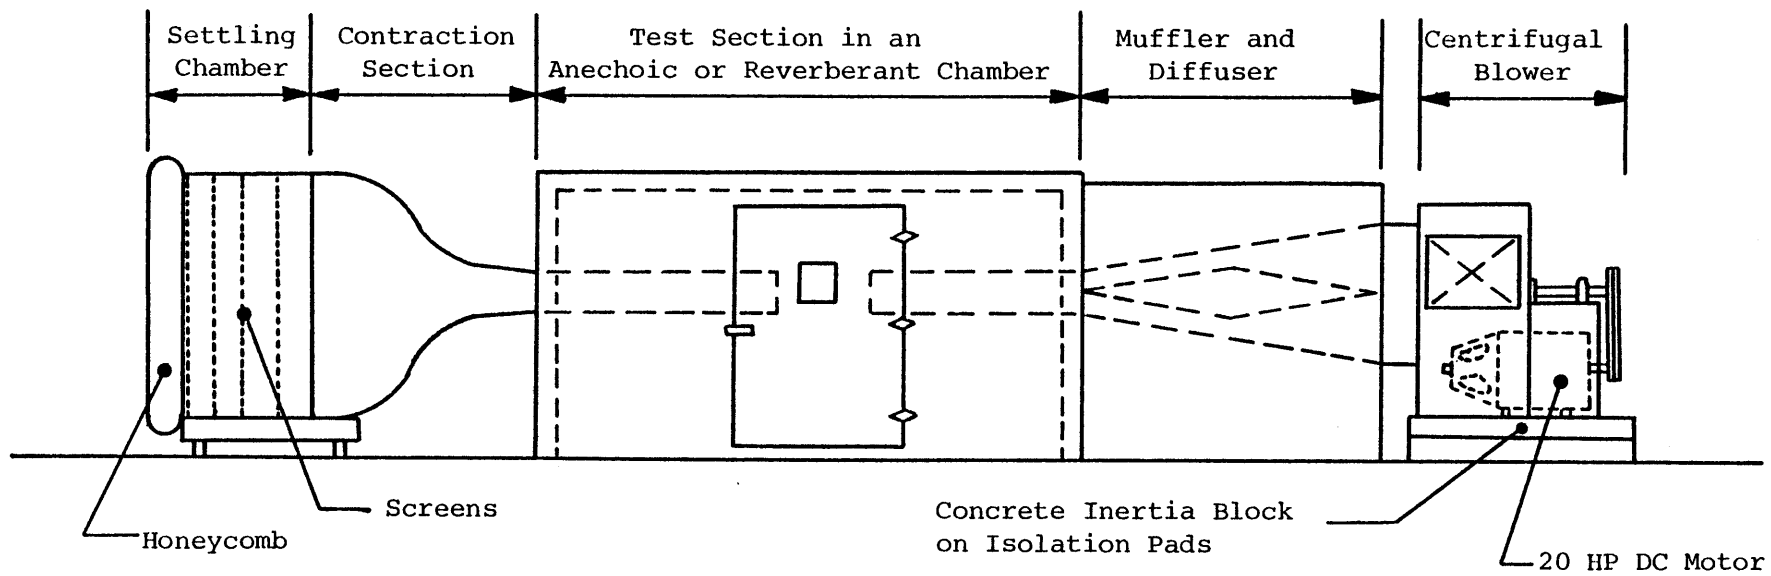 Settling
Chamber
Contraction
Section
Test Section in an
Anechoic or Reverberant Chamber
Muffler and
Diffuser
Centrifugal
Blower
Screens
Honeycomb
Concrete Inertia Block
on Isolation Pads
20 HP DC Motor